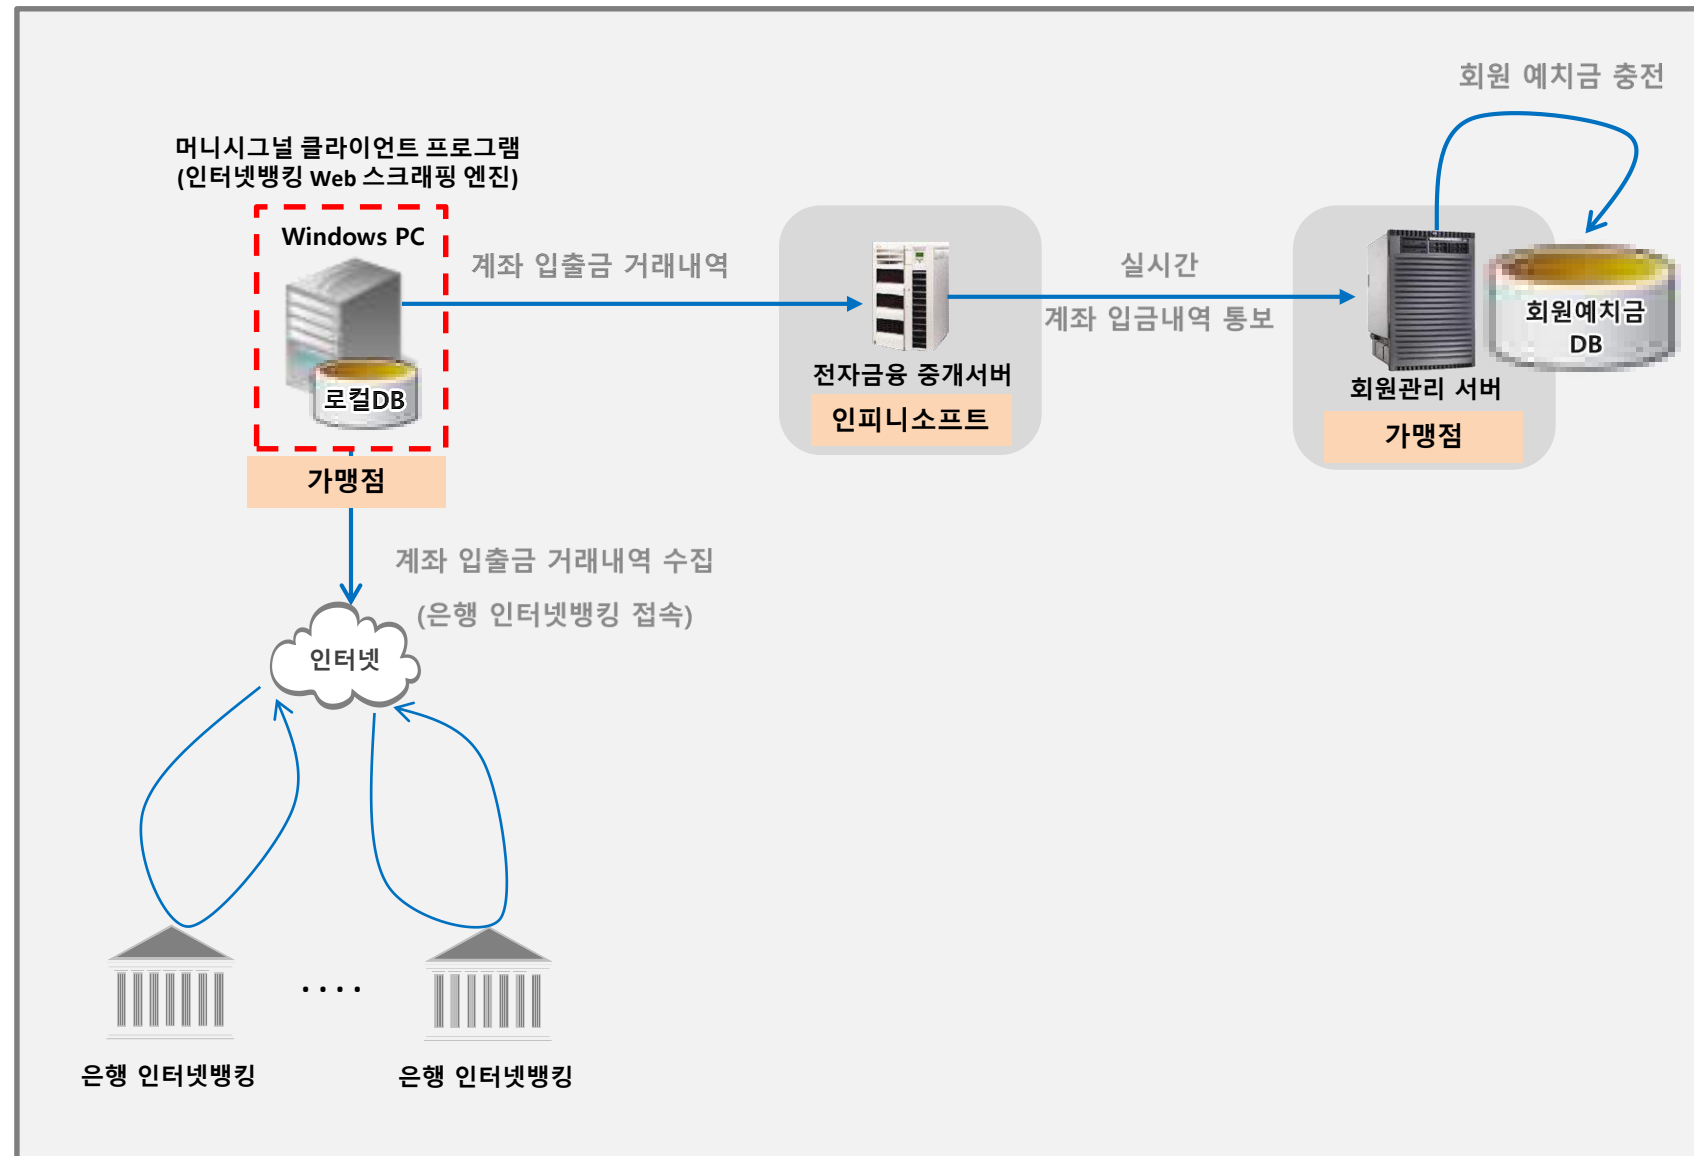 회원 예치금 충전
머니시그널 클라이언트 프로그램
(인터넷뱅킹 Web 스크래핑 엔진)
Windows PC
로컬DB
가맹점
계좌 입출금 거래내역
전자금융 중개서버
인피니소프트
실시간
계좌 입금내역 통보
회원관리 서버
가맹점
회원예치금
DB
계좌 입출금 거래내역 수집
(은행 인터넷뱅킹 접속)
인터넷
....
은행 인터넷뱅킹
은행 인터넷뱅킹